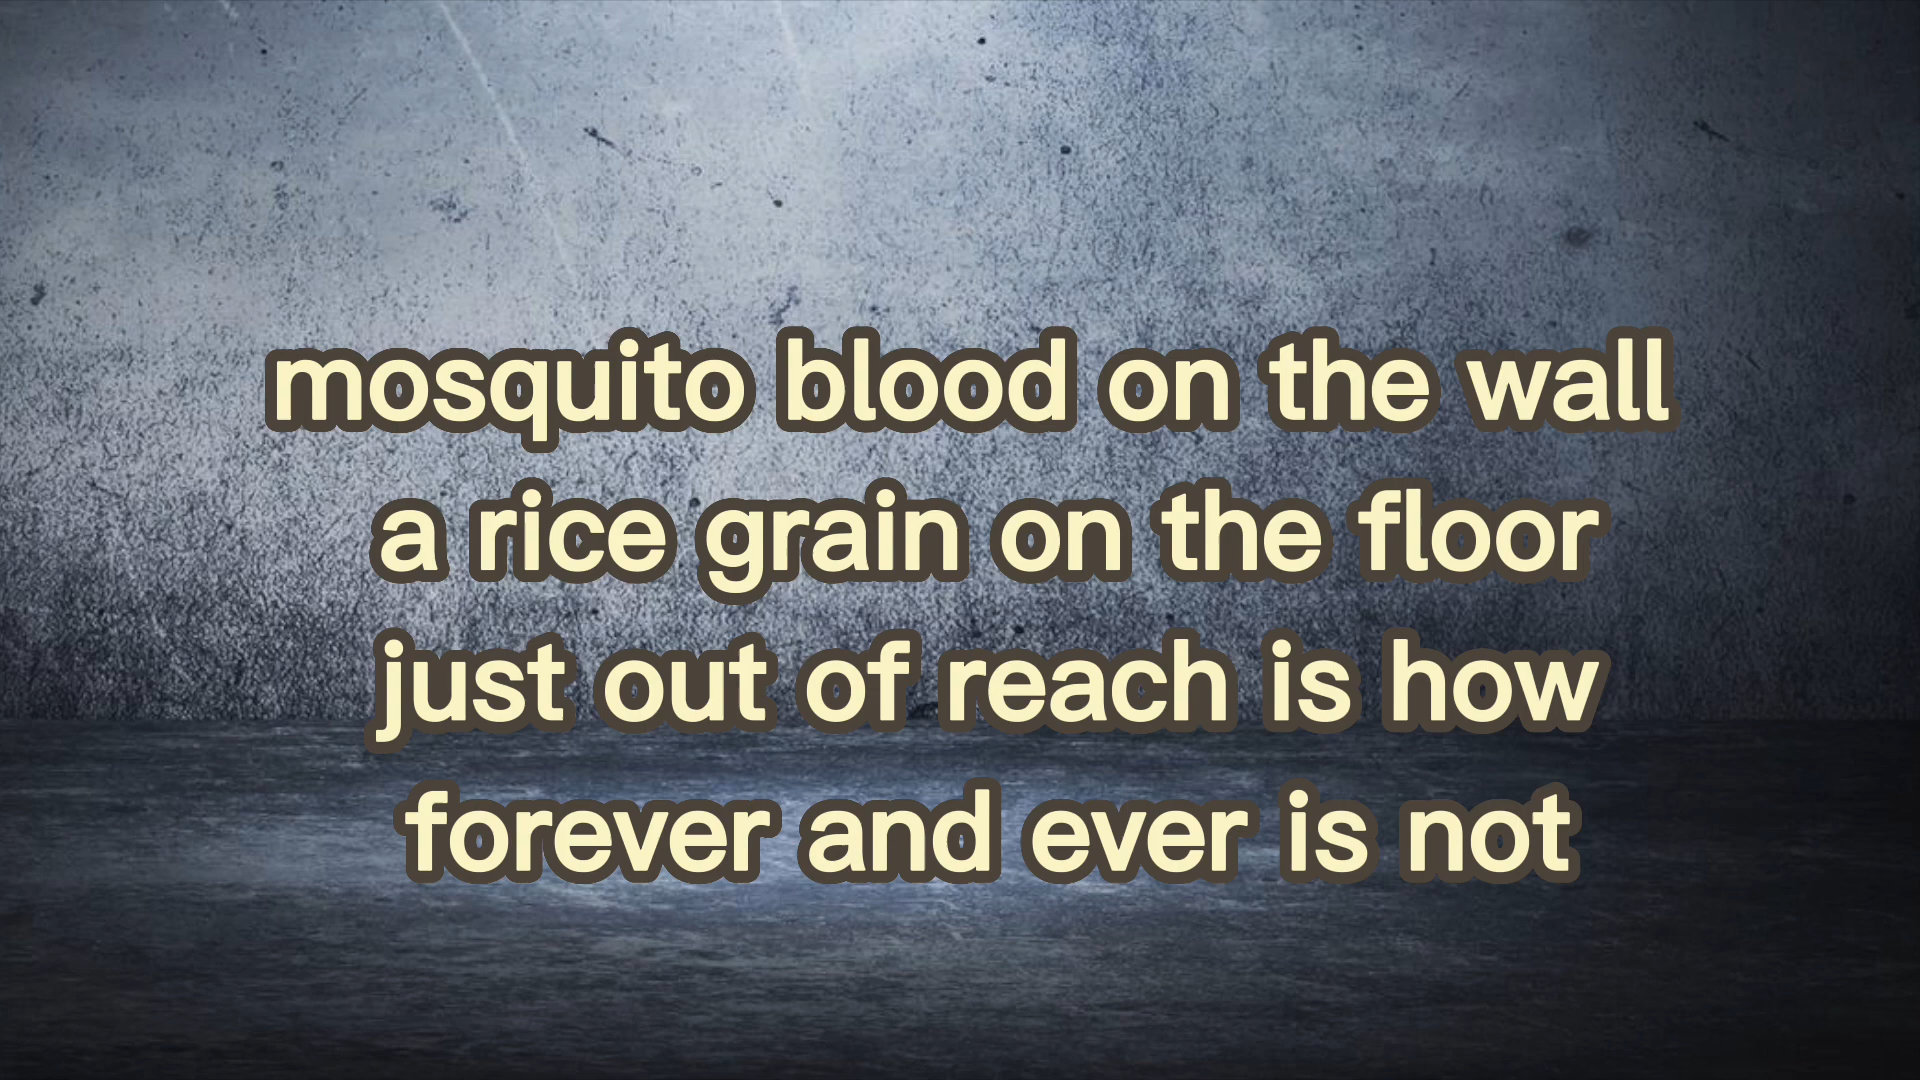 mosquito blood on the wall
a rice grain on the floor
just out of reach is how
forever and ever is not